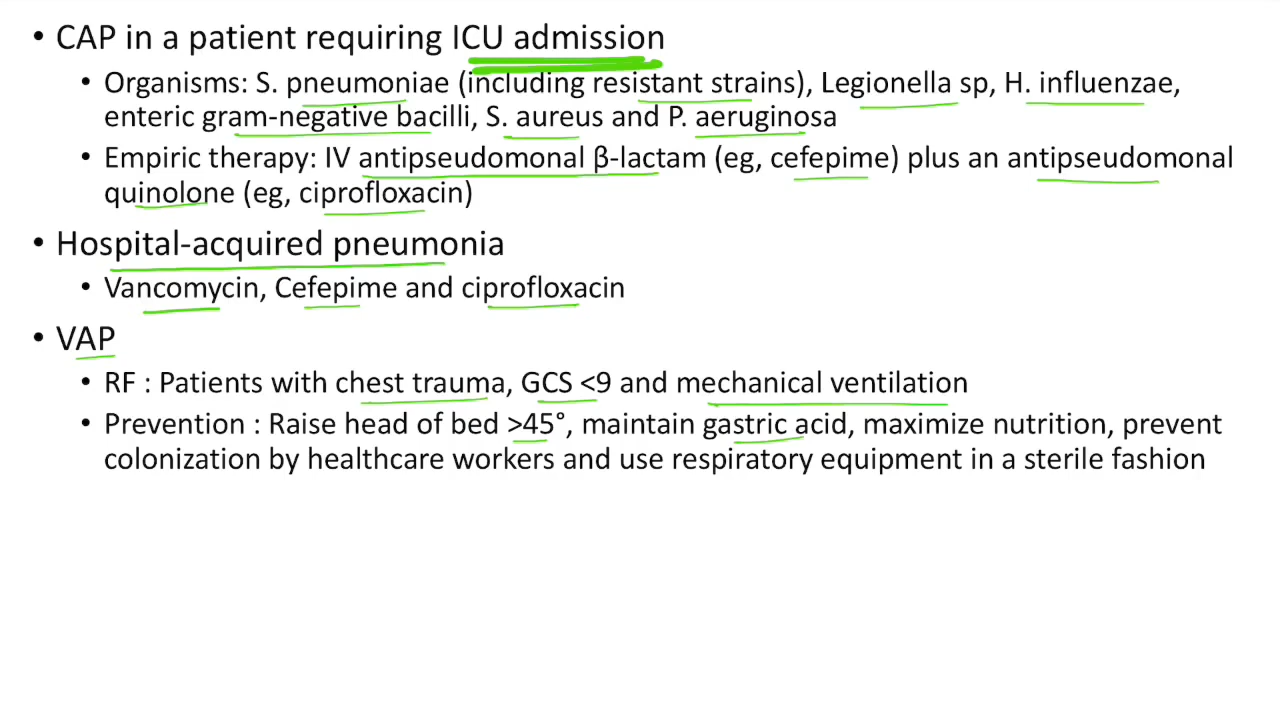 • CAP in a patient requiring ICU admission
• Organisms: S. pneumoniae (including resistant strains), Legionella sp, H. influenzae,
enteric gram-negative bacilli, S. aureus and P. aeruginosa
• Empiric therapy: IV antipseudomonal β-lactam (eg, cefepime) plus an antipseudomonal
quinolone (eg, ciprofloxacin)
• Hospital-acquired pneumonia
• Vancomycin, Cefepime and ciprofloxacin
• VAP
• RF : Patients with chest trauma, GCS <9 and mechanical ventilation
• Prevention : Raise head of bed >45°, maintain gastric acid, maximize nutrition, prevent
colonization by healthcare workers and use respiratory equipment in a sterile fashion